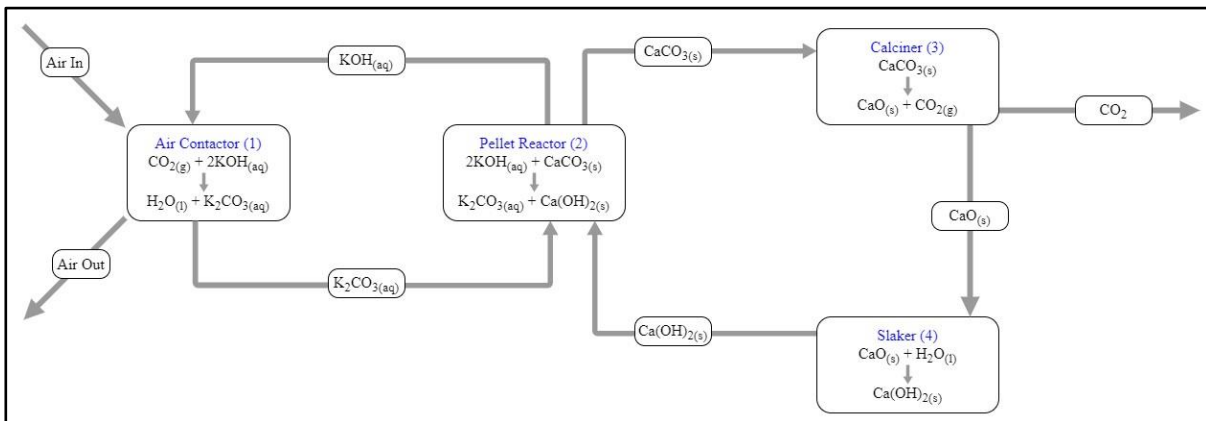 Air In
KOH(aq)
CaCO₃(s)
Calciner (3)
CaCO₃(s)
CaO(s) + CO₂(g)
CO₂
Air Contactor (1)
CO₂(g) + 2KOH(aq)
H₂O(l) + K₂CO₃(aq)
Pellet Reactor (2)
2KOH(aq) + CaCO₃(s)
K₂CO₃(aq) + Ca(OH)₂(s)
CaO(s)
Air Out
K₂CO₃(aq)
Ca(OH)₂(s)
Slaker (4)
CaO(s) + H₂O(l)
Ca(OH)₂(s)